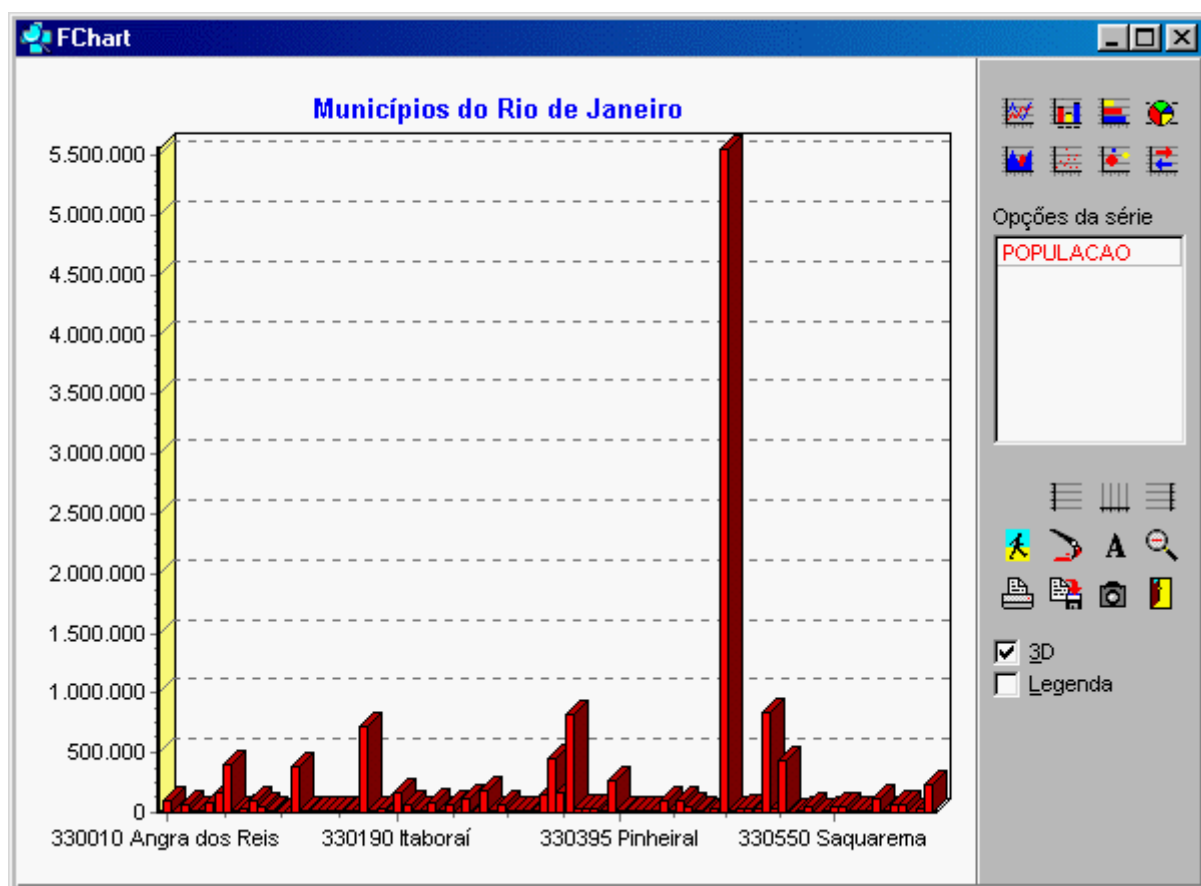 FChart
Municípios do Rio de Janeiro
5.500.000
5.000.000
4.500.000
4.000.000
3.500.000
3.000.000
2.500.000
2.000.000
1.500.000
1.000.000
500.000
0
330010 Angra dos Reis
330190 Itaboraí
330395 Pinheiral
330550 Saquarema
Opções da série
POPULACAO
A
3D
Legenda